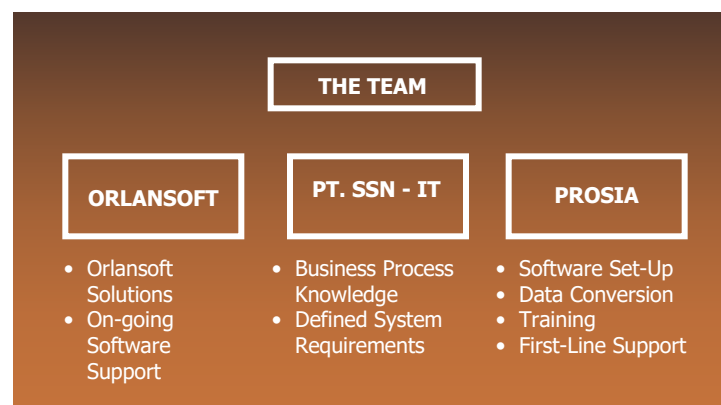 THE TEAM
ORLANSOFT
PT. SSN - IT
PROSIA
• Orlansoft
Solutions
• On-going
Software
Support
• Business Process
Knowledge
• Defined System
Requirements
• Software Set-Up
• Data Conversion
• Training
• First-Line Support